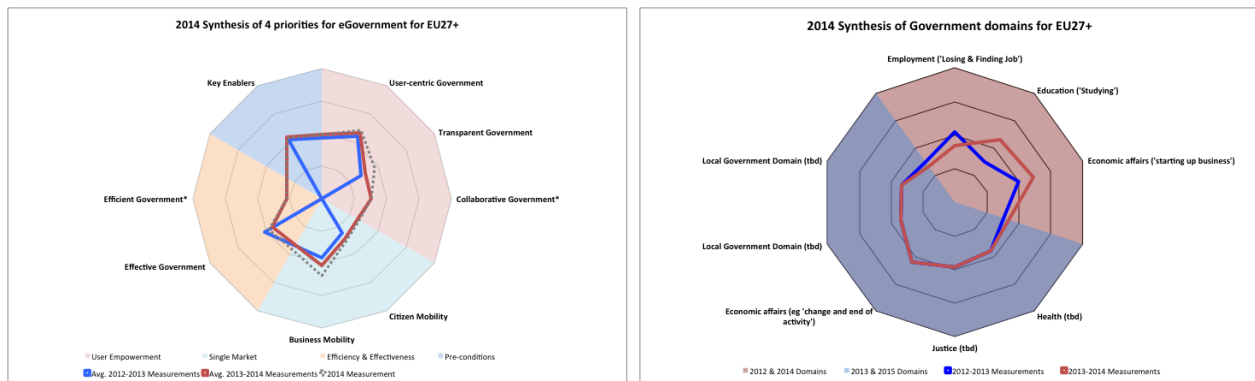 2014 Synthesis of 4 priorities for eGovernment for EU27+
Key Enablers
User-centric Government
Transparent Government
Efficient Government*
Collaborative Government*
Effective Government
Citizen Mobility
Business Mobility
User Empowerment
Single Market
Efficiency & Effectiveness
Pre-conditions
Avg. 2012-2013 Measurements
Avg. 2013-2014 Measurements
2014 Measurement
2014 Synthesis of Government domains for EU27+
Employment ('Losing & Finding Job')
Education ('Studying')
Local Government Domain (tbd)
Economic affairs ('starting up business')
Local Government Domain (tbd)
Economic affairs (eg 'change and end of
activity')
Health (tbd)
Justice (tbd)
2012 & 2014 Domains
2013 & 2015 Domains
2012-2013 Measurements
2013-2014 Measurements